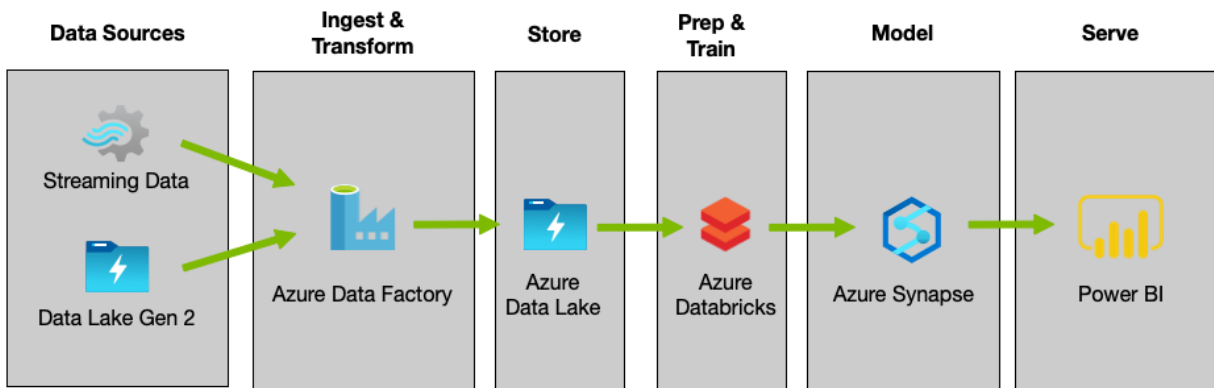 Data Sources
Ingest &
Transform
Store
Prep &
Train
Model
Serve
Streaming Data
Data Lake Gen 2
Azure Data Factory
Azure
Data Lake
Azure
Databricks
Azure Synapse
Power BI